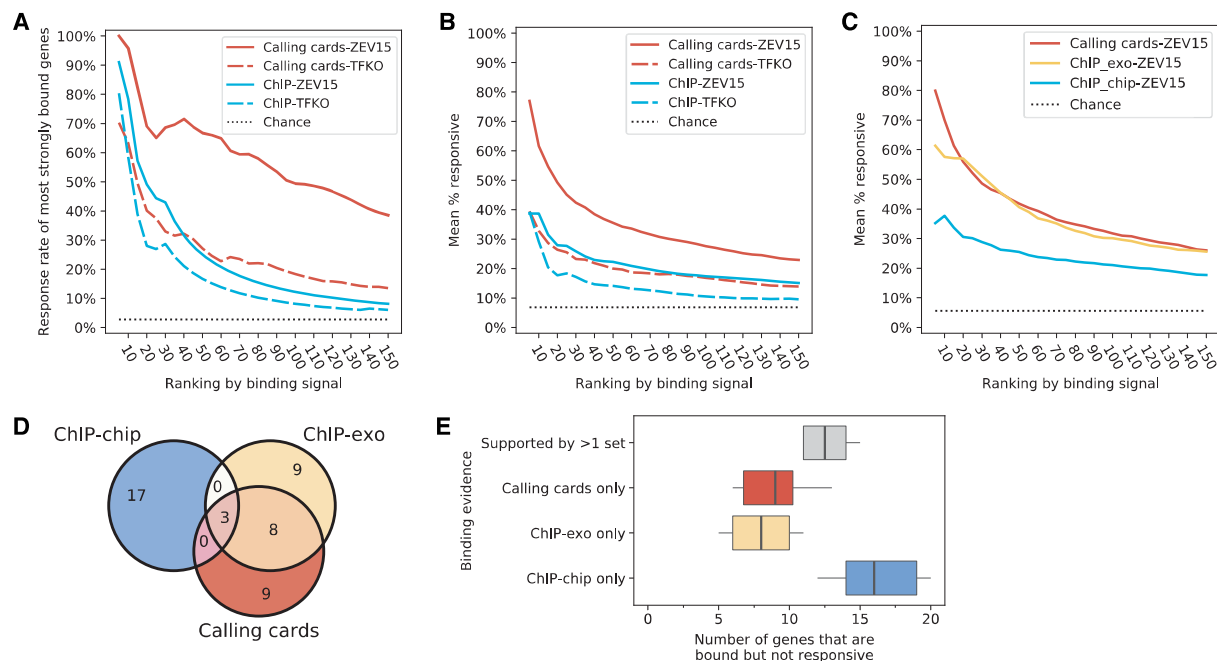 A
Response rate of most strongly bound genes
100%
90%
80%
70%
60%
50%
40%
30%
20%
10%
0%
Calling cards-ZEV15
Calling cards-TFKO
ChIP-ZEV15
ChIP-TFKO
Chance
10 20 30 40 50 60 70 80 90 100 110 120 130 140 150
Ranking by binding signal
B
Mean % responsive
100%
90%
80%
70%
60%
50%
40%
30%
20%
10%
0%
Calling cards-ZEV15
Calling cards-TFKO
ChIP-ZEV15
ChIP-TFKO
Chance
10 20 30 40 50 60 70 80 90 100 110 120 130 140 150
Ranking by binding signal
C
Mean % responsive
100%
90%
80%
70%
60%
50%
40%
30%
20%
10%
0%
Calling cards-ZEV15
ChIP_exo-ZEV15
ChIP_chip-ZEV15
Chance
10 20 30 40 50 60 70 80 90 100 110 120 130 140 150
Ranking by binding signal
D
ChIP-chip
ChIP-exo
17
0
9
3
0
8
9
Calling cards
E
Binding evidence
Supported by >1 set
Calling cards only
ChIP-exo only
ChIP-chip only
0 5 10 15 20
Number of genes that are
bound but not responsive